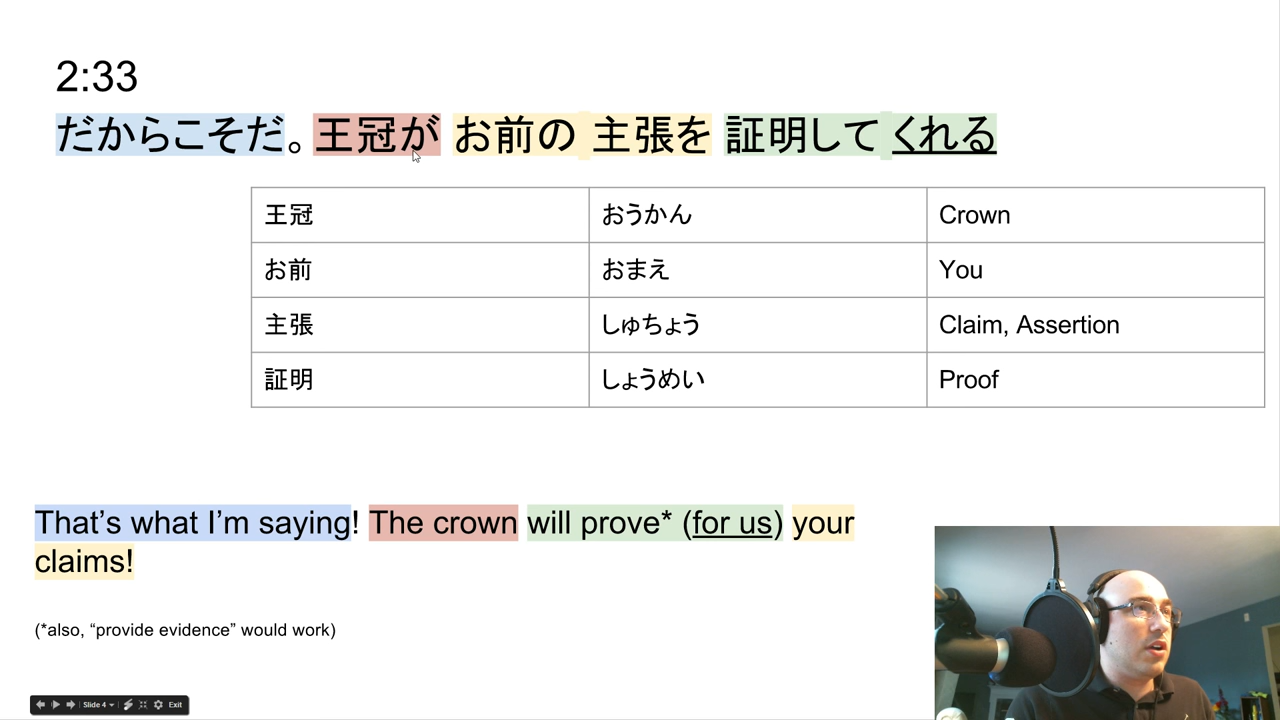 2:33
だからこそだ。王冠が お前の 主張を 証明して くれる
王冠 おうかん Crown
お前 おまえ You
主張 しゅちょう Claim, Assertion
証明 しょうめい Proof
That’s what I’m saying! The crown will prove* (for us) your
claims!
(*also, “provide evidence” would work)
Slide 4 Exit